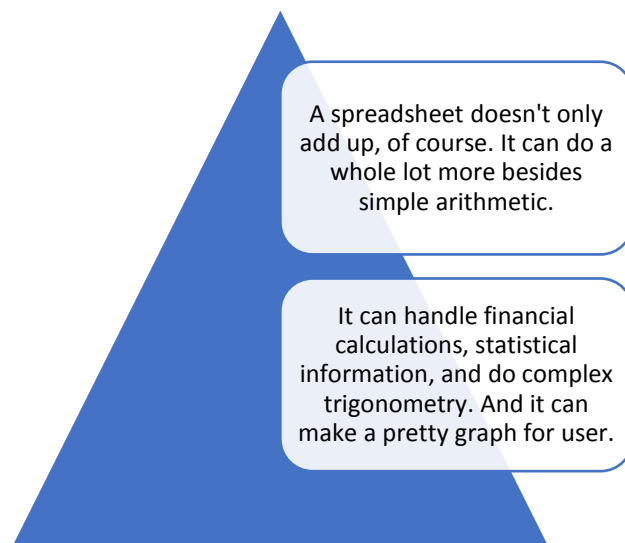 A spreadsheet doesn't only
add up, of course. It can do a
whole lot more besides
simple arithmetic.
It can handle financial
calculations, statistical
information, and do complex
trigonometry. And it can
make a pretty graph for user.